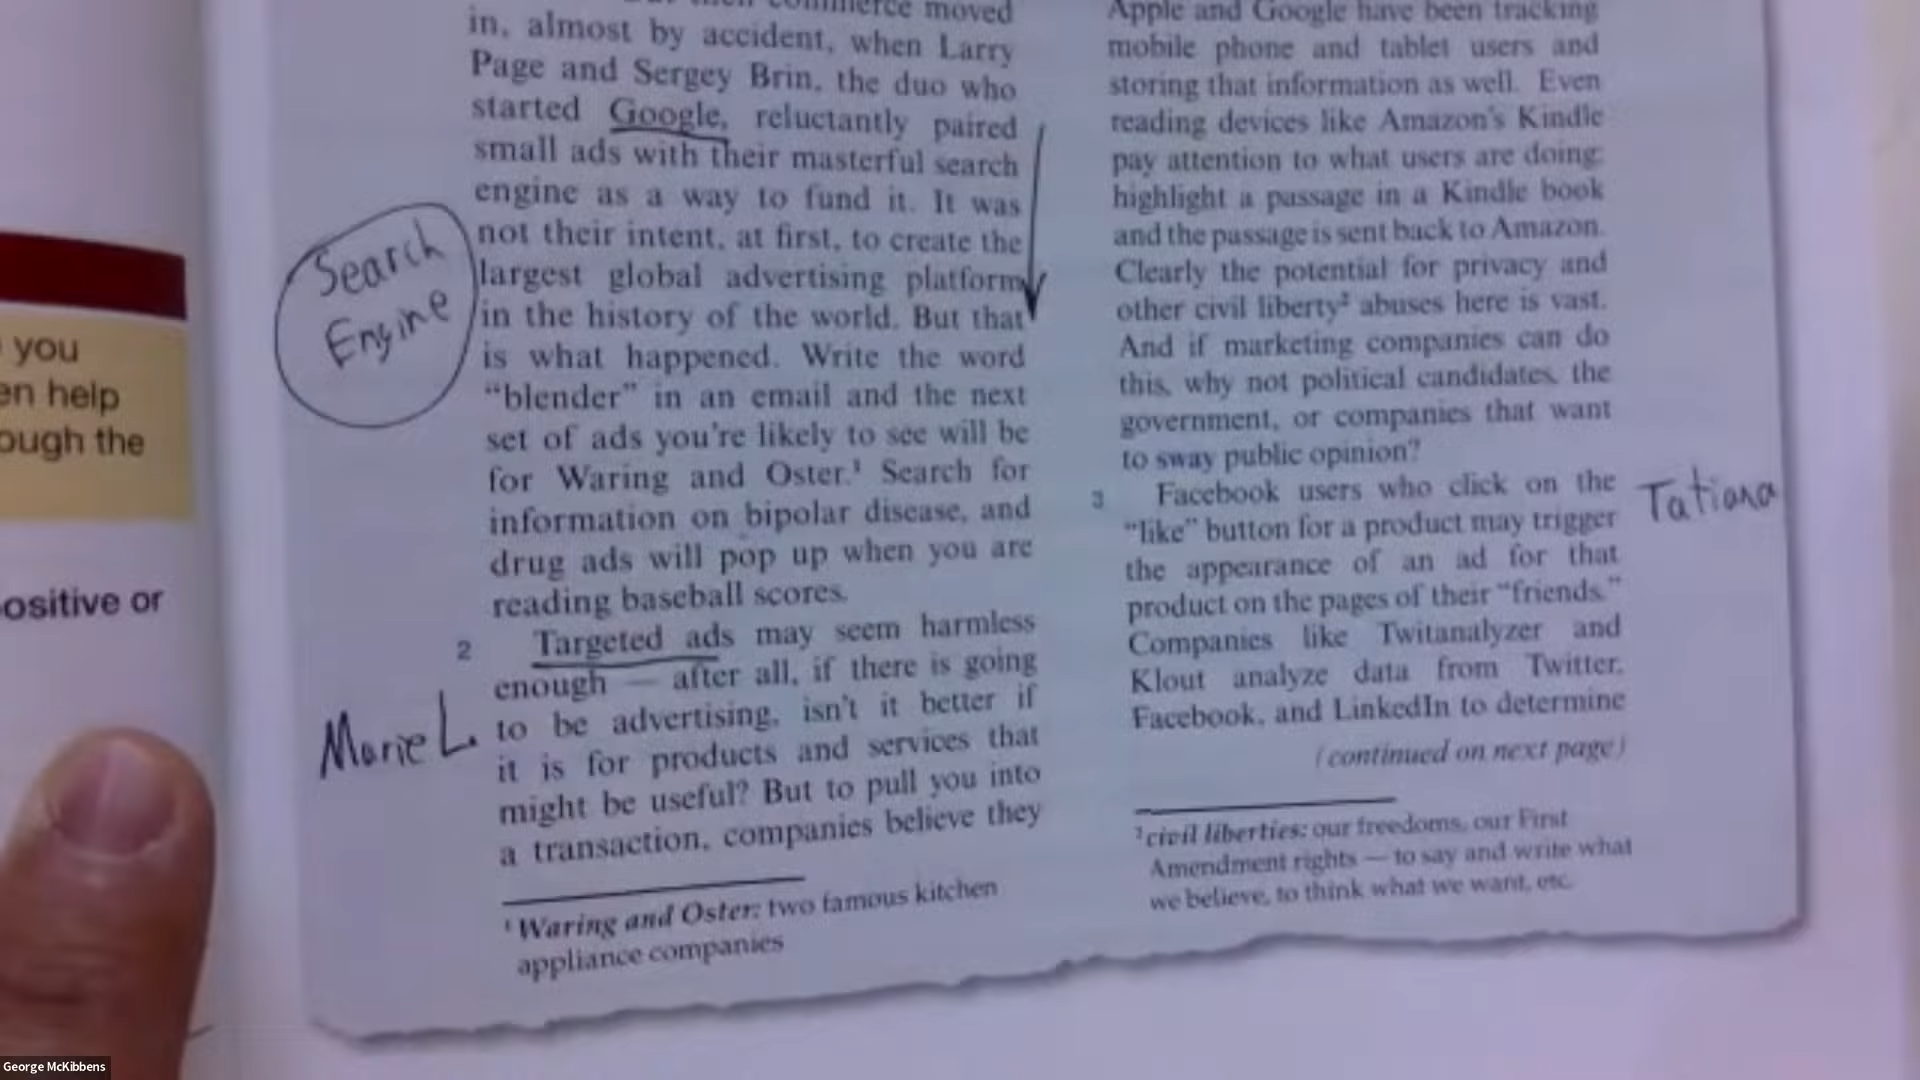 commerce moved
in, almost by accident, when Larry
Page and Sergey Brin, the duo who
started Google, reluctantly paired
small ads with their masterful search
engine as a way to fund it. It was
not their intent, at first, to create the
largest global advertising platform
in the history of the world. But that
is what happened. Write the word
“blender” in an email and the next
set of ads you're likely to see will be
for Waring and Oster.¹ Search for
information on bipolar disease, and
drug ads will pop up when you are
reading baseball scores.
2 Targeted ads may seem harmless
enough — after all, if there is going
to be advertising, isn't it better if
it is for products and services that
might be useful? But to pull you into
a transaction, companies believe they
¹ Waring and Oster: two famous kitchen
appliance companies
Search
Engine
Marie L.
you
en help
ough the
ositive or
Apple and Google have been tracking
mobile phone and tablet users and
storing that information as well. Even
reading devices like Amazon's Kindle
pay attention to what users are doing:
highlight a passage in a Kindle book
and the passage is sent back to Amazon.
Clearly the potential for privacy and
other civil liberty² abuses here is vast.
And if marketing companies can do
this, why not political candidates, the
government, or companies that want
to sway public opinion?
3 Facebook users who click on the
“like” button for a product may trigger
the appearance of an ad for that
product on the pages of their “friends.”
Companies like Twitanalyzer and
Klout analyze data from Twitter,
Facebook, and LinkedIn to determine
(continued on next page)
² civil liberties: our freedoms, our First
Amendment rights — to say and write what
we believe, to think what we want, etc.
Tatiana
George McKibbens